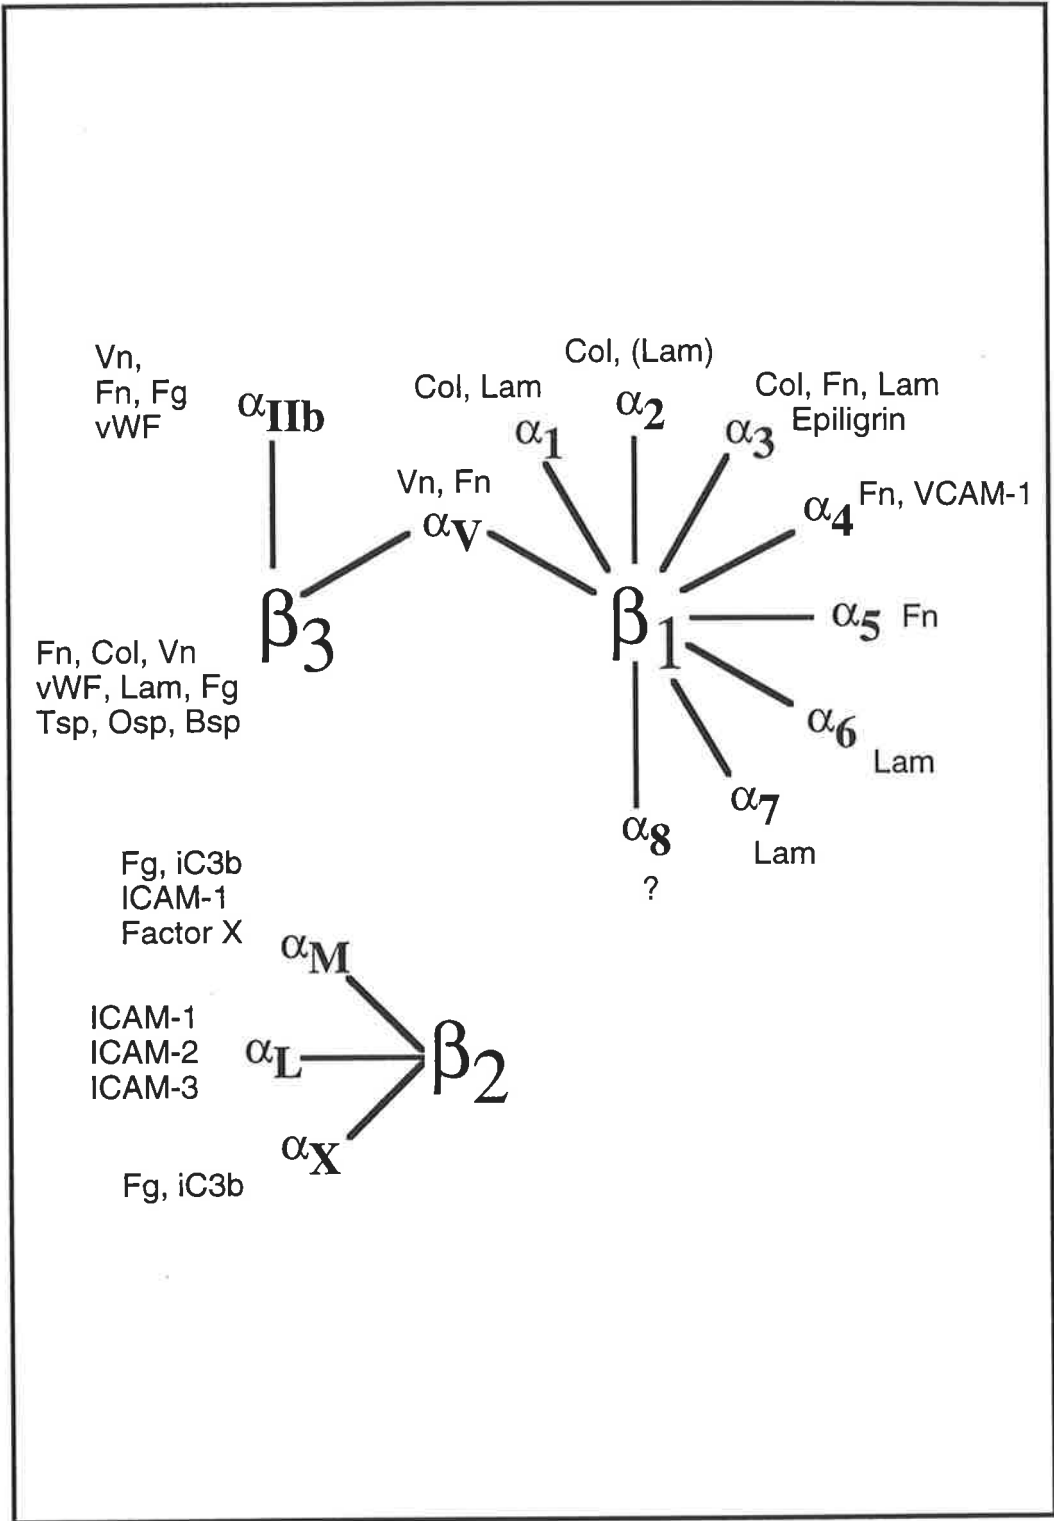 Vn,
Fn, Fg
vWF
αIIb
Col, Lam
α1
Col, (Lam)
α2
Col, Fn, Lam
Epiligrin
α3
Vn, Fn
αV
α4
Fn, VCAM-1
β3
β1
α5
Fn
Fn, Col, Vn
vWF, Lam, Fg
Tsp, Osp, Bsp
α6
Lam
α7
Lam
α8
?
Fg, iC3b
ICAM-1
Factor X
αM
ICAM-1
ICAM-2
ICAM-3
αL
β2
αX
Fg, iC3b